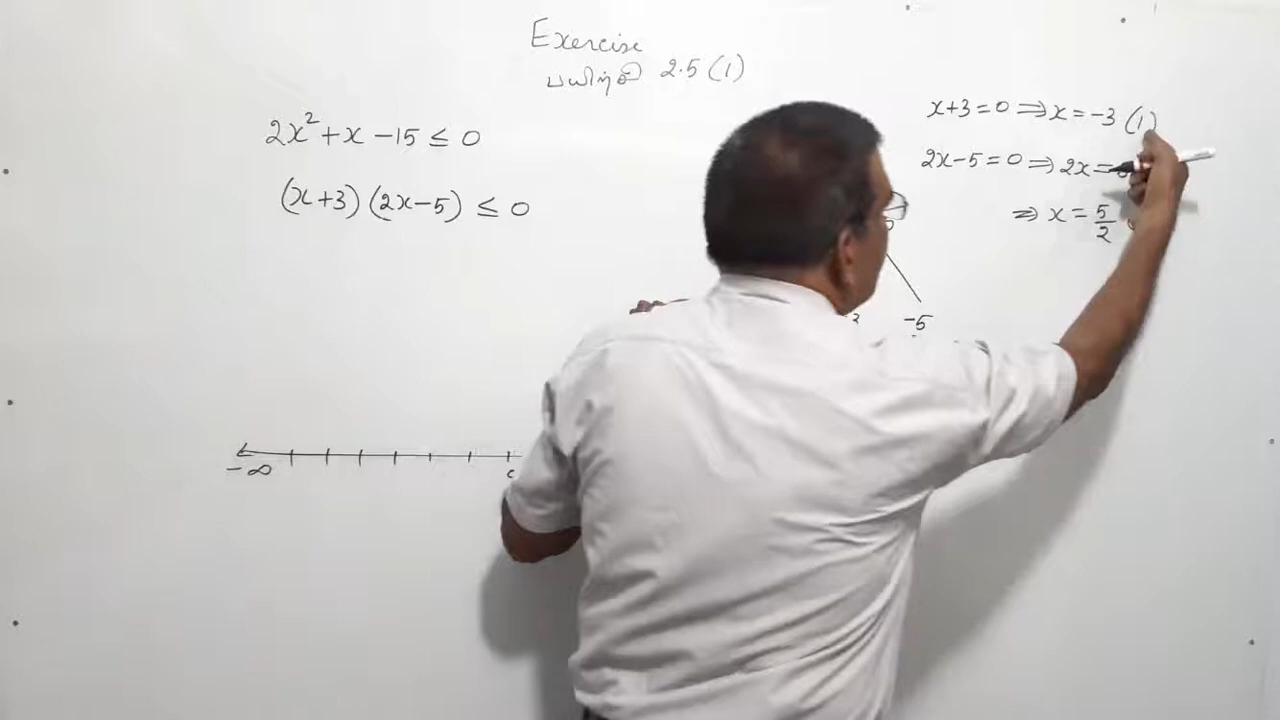 Exercise
பயிற்சி 2.5 (1)
2x² + x - 15 ≤ 0
(x+3) (2x-5) ≤ 0
x+3 = 0 ⇒ x = -3 (1)
2x-5 = 0 ⇒ 2x =
⇒ x = 5/2
-5
-∞